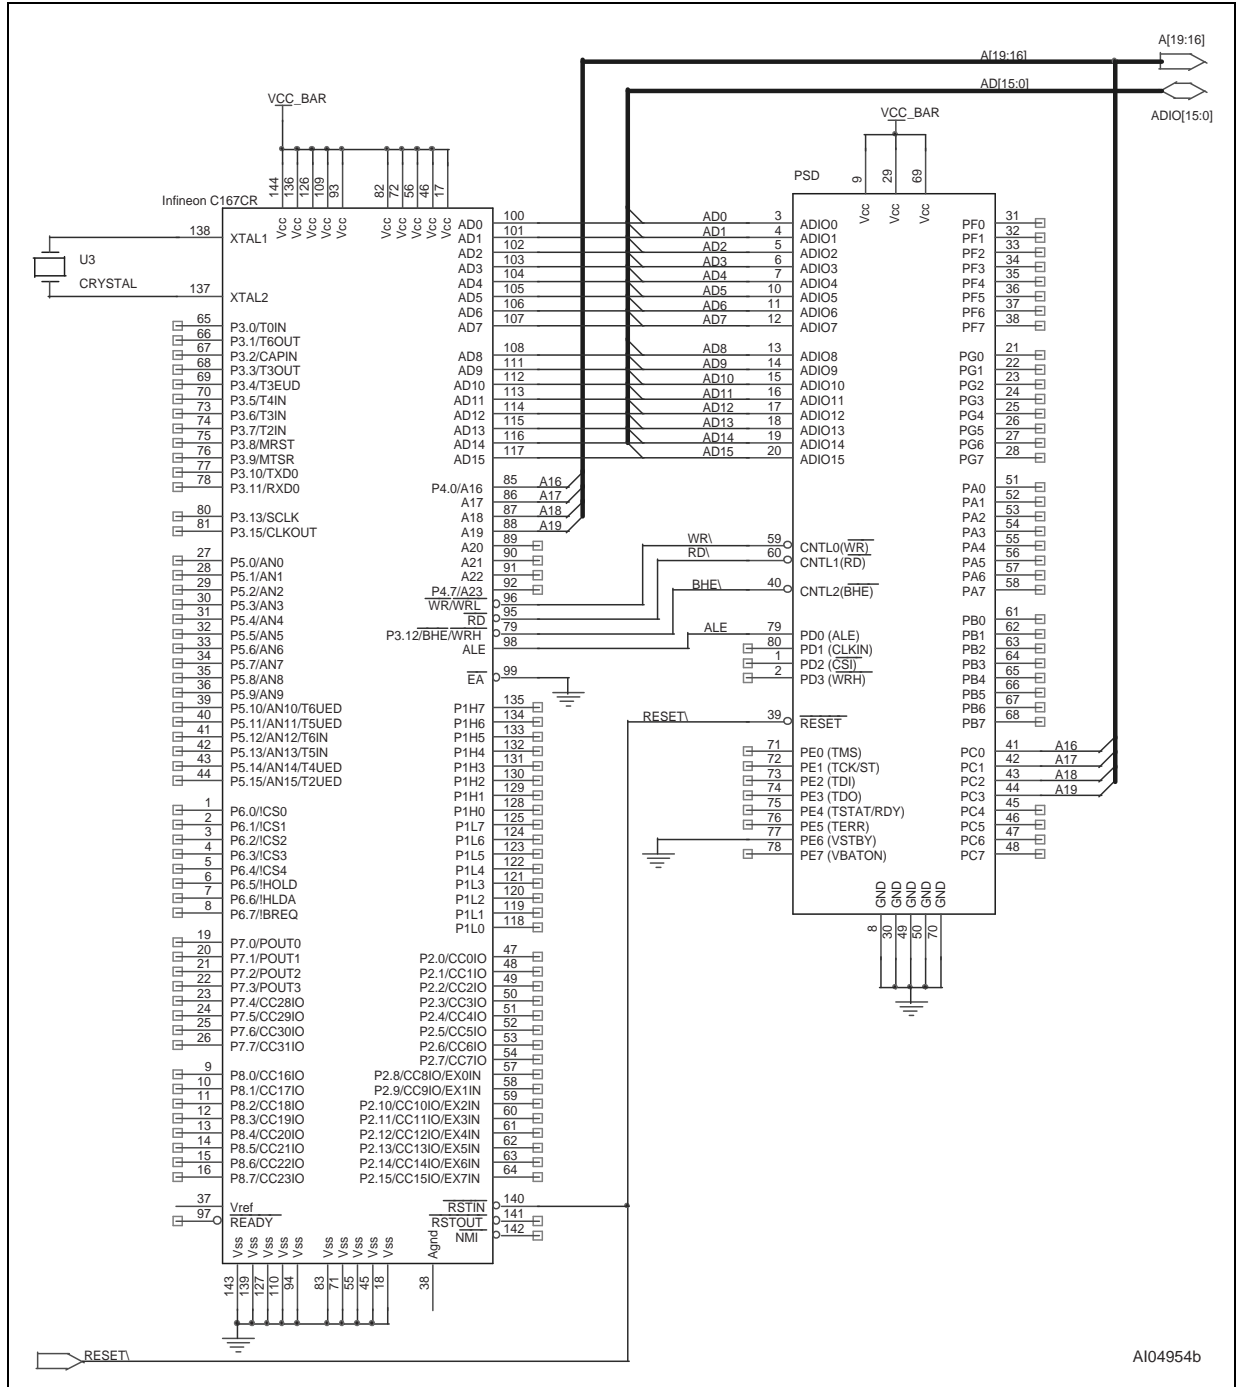 A[19:16]
A[19:16]
AD[15:0]
ADIO[15:0]
VCC_BAR
VCC_BAR
Infineon C167CR
144 136 126 109 93 82 72 56 46 17
Vcc Vcc Vcc Vcc Vcc Vcc Vcc Vcc Vcc Vcc
PSD
9 29 69
Vcc Vcc Vcc
138 XTAL1
U3
CRYSTAL
137 XTAL2
65 P3.0/T0IN
66 P3.1/T6OUT
67 P3.2/CAPIN
68 P3.3/T3OUT
69 P3.4/T3EUD
70 P3.5/T4IN
73 P3.6/T3IN
74 P3.7/T2IN
75 P3.8/MRST
76 P3.9/MTSR
77 P3.10/TXD0
78 P3.11/RXD0
80 P3.13/SCLK
81 P3.15/CLKOUT
27 P5.0/AN0
28 P5.1/AN1
29 P5.2/AN2
30 P5.3/AN3
31 P5.4/AN4
32 P5.5/AN5
33 P5.6/AN6
34 P5.7/AN7
35 P5.8/AN8
36 P5.9/AN9
39 P5.10/AN10/T6UED
40 P5.11/AN11/T5UED
41 P5.12/AN12/T6IN
42 P5.13/AN13/T5IN
43 P5.14/AN14/T4UED
44 P5.15/AN15/T2UED
1 P6.0/!CS0
2 P6.1/!CS1
3 P6.2/!CS2
4 P6.3/!CS3
5 P6.4/!CS4
6 P6.5/!HOLD
7 P6.6/!HLDA
8 P6.7/!BREQ
19 P7.0/POUT0
20 P7.1/POUT1
21 P7.2/POUT2
22 P7.3/POUT3
23 P7.4/CC28IO
24 P7.5/CC29IO
25 P7.6/CC30IO
26 P7.7/CC31IO
9 P8.0/CC16IO
10 P8.1/CC17IO
11 P8.2/CC18IO
12 P8.3/CC19IO
13 P8.4/CC20IO
14 P8.5/CC21IO
15 P8.6/CC22IO
16 P8.7/CC23IO
37 Vref
97 READY
AD0 100
AD1 101
AD2 102
AD3 103
AD4 104
AD5 105
AD6 106
AD7 107
AD8 108
AD9 111
AD10 112
AD11 113
AD12 114
AD13 115
AD14 116
AD15 117
P4.0/A16 85 A16
A17 86 A17
A18 87 A18
A19 88 A19
A20 89
A21 90
A22 91
P4.7/A23 92
WR/WRL 96
RD 95
P3.12/BHE/WRH 79
ALE 98
EA 99
P1H7 135
P1H6 134
P1H5 133
P1H4 132
P1H3 131
P1H2 130
P1H1 129
P1H0 128
P1L7 125
P1L6 124
P1L5 123
P1L4 122
P1L3 121
P1L2 120
P1L1 119
P1L0 118
P2.0/CC0IO 47
P2.1/CC1IO 48
P2.2/CC2IO 49
P2.3/CC3IO 50
P2.4/CC4IO 51
P2.5/CC5IO 52
P2.6/CC6IO 53
P2.7/CC7IO 54
P2.8/CC8IO/EX0IN 57
P2.9/CC9IO/EX1IN 58
P2.10/CC10IO/EX2IN 59
P2.11/CC11IO/EX3IN 60
P2.12/CC12IO/EX4IN 61
P2.13/CC13IO/EX5IN 62
P2.14/CC14IO/EX6IN 63
P2.15/CC15IO/EX7IN 64
RSTIN 140
RSTOUT 141
NMI 142
Vss Vss Vss Vss Vss Vss Vss Vss Vss Vss Agnd
143 139 127 110 94 83 71 55 45 18 38
AD0 3 ADIO0
AD1 4 ADIO1
AD2 5 ADIO2
AD3 6 ADIO3
AD4 7 ADIO4
AD5 10 ADIO5
AD6 11 ADIO6
AD7 12 ADIO7
AD8 13 ADIO8
AD9 14 ADIO9
AD10 15 ADIO10
AD11 16 ADIO11
AD12 17 ADIO12
AD13 18 ADIO13
AD14 19 ADIO14
AD15 20 ADIO15
WR\ 59 CNTL0(WR)
RD\ 60 CNTL1(RD)
BHE\ 40 CNTL2(BHE)
ALE 79 PD0 (ALE)
80 PD1 (CLKIN)
1 PD2 (CSI)
2 PD3 (WRH)
RESET\ 39 RESET
71 PE0 (TMS)
72 PE1 (TCK/ST)
73 PE2 (TDI)
74 PE3 (TDO)
75 PE4 (TSTAT/RDY)
76 PE5 (TERR)
77 PE6 (VSTBY)
78 PE7 (VBATON)
PF0 31
PF1 32
PF2 33
PF3 34
PF4 35
PF5 36
PF6 37
PF7 38
PG0 21
PG1 22
PG2 23
PG3 24
PG4 25
PG5 26
PG6 27
PG7 28
PA0 51
PA1 52
PA2 53
PA3 54
PA4 55
PA5 56
PA6 57
PA7 58
PB0 61
PB1 62
PB2 63
PB3 64
PB4 65
PB5 66
PB6 67
PB7 68
PC0 41 A16
PC1 42 A17
PC2 43 A18
PC3 44 A19
PC4 45
PC5 46
PC6 47
PC7 48
GND GND GND GND GND
8 30 49 50 70
RESET\
AI04954b